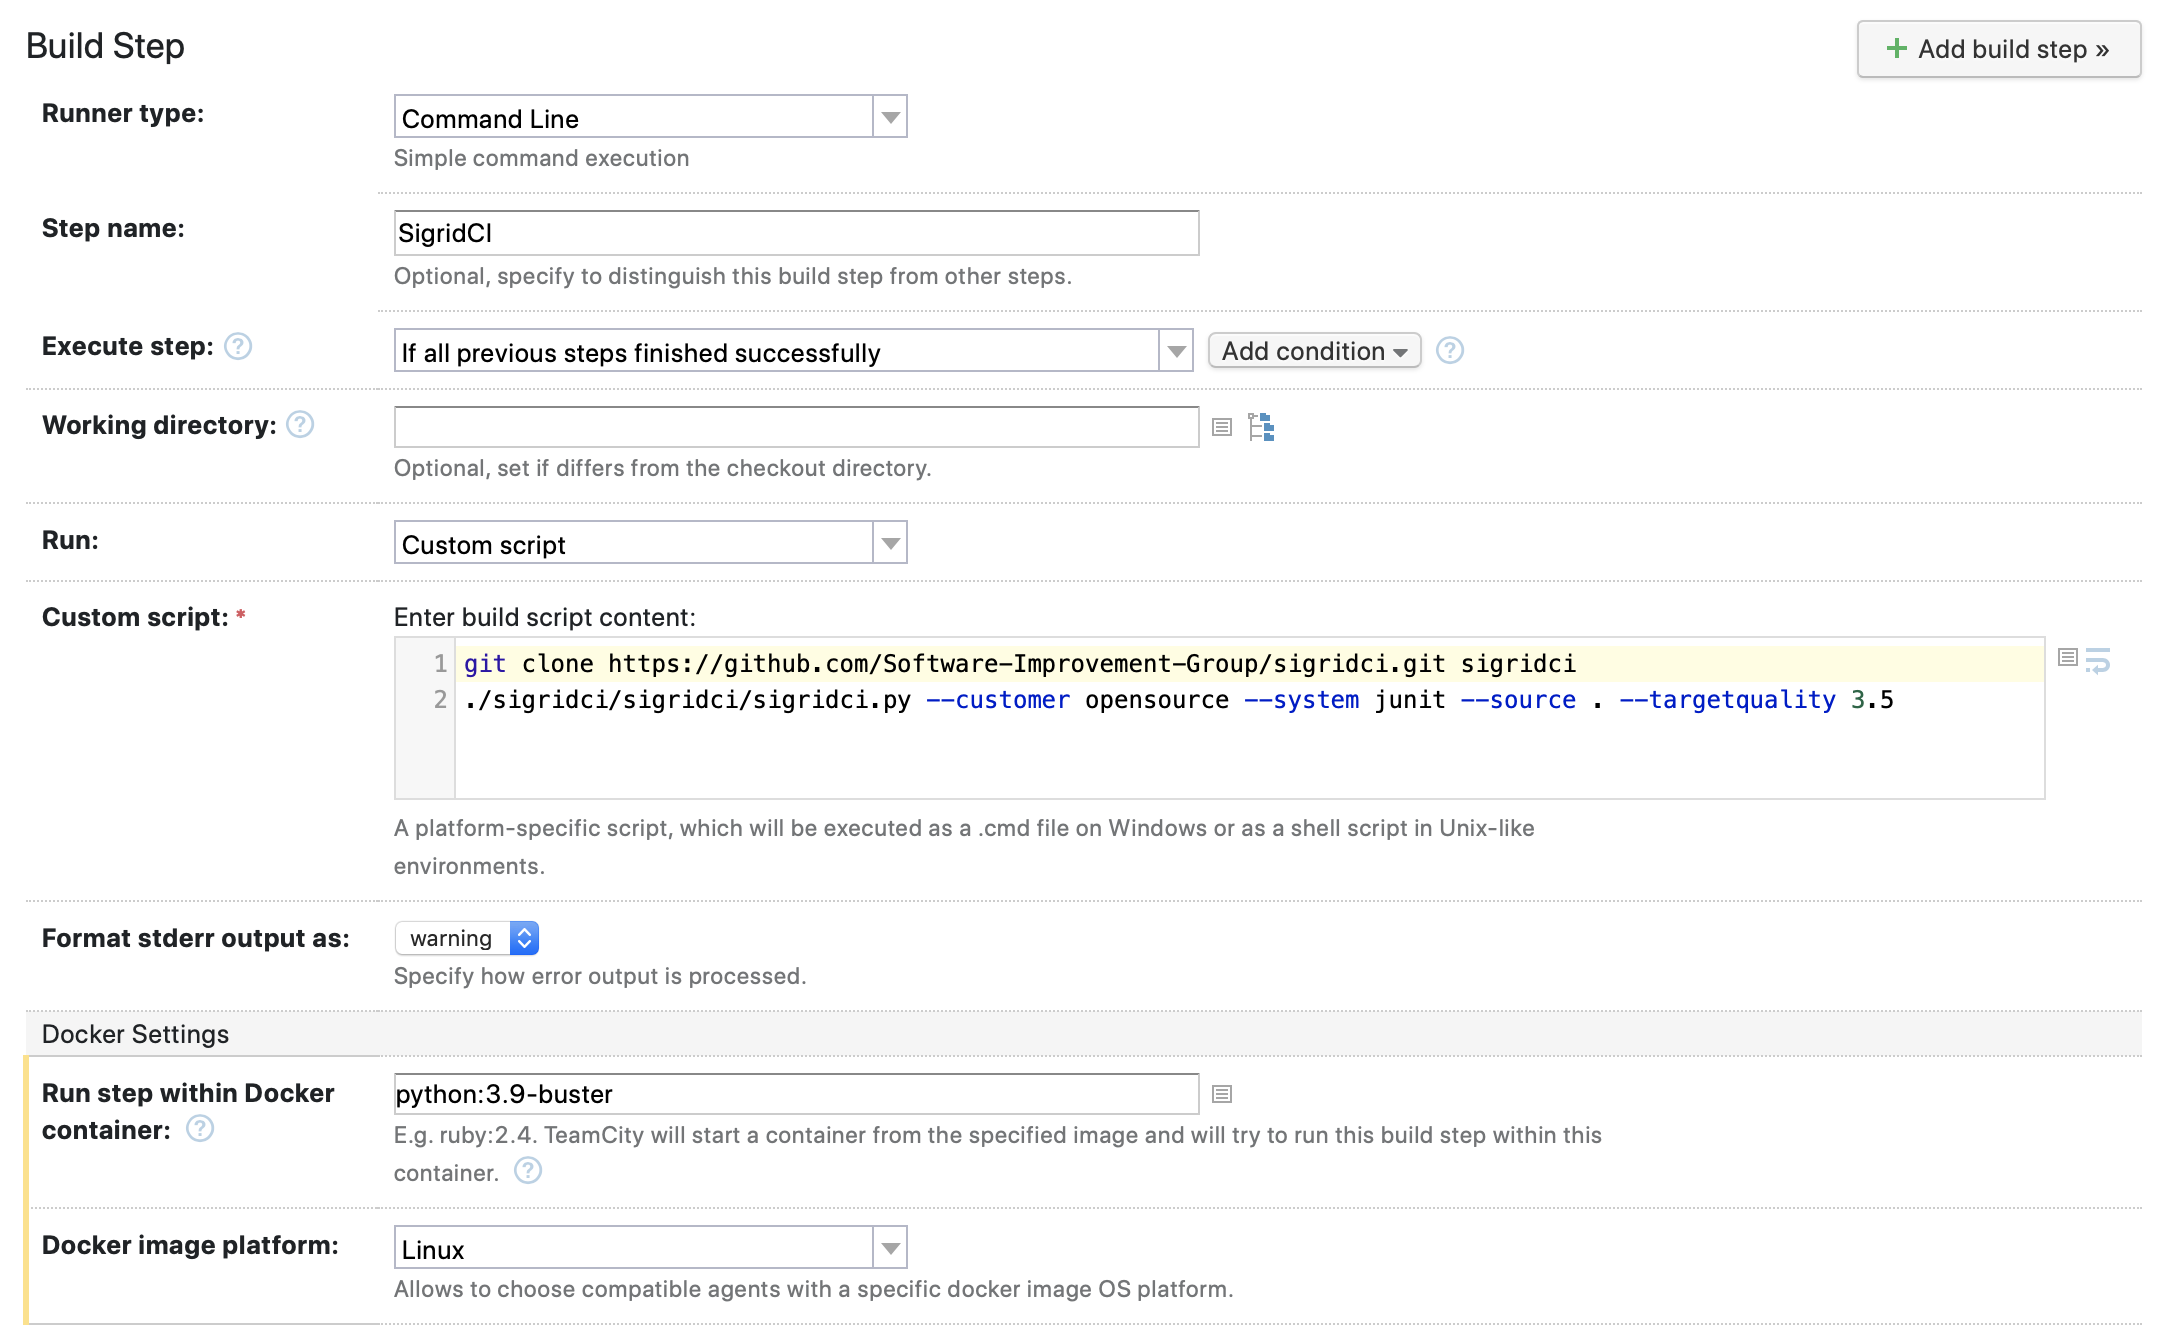 Build Step
Add build step »
Runner type:
Command Line
Simple command execution
Step name:
SigridCI
Optional, specify to distinguish this build step from other steps.
Execute step: ?
If all previous steps finished successfully
Add condition
?
Working directory: ?
Optional, set if differs from the checkout directory.
Run:
Custom script
Custom script: *
Enter build script content:
1 git clone https://github.com/Software-Improvement-Group/sigridci.git sigridci
2 ./sigridci/sigridci/sigridci.py --customer opensource --system junit --source . --targetquality 3.5
A platform-specific script, which will be executed as a .cmd file on Windows or as a shell script in Unix-like
environments.
Format stderr output as:
warning
Specify how error output is processed.
Docker Settings
Run step within Docker
container: ?
python:3.9-buster
E.g. ruby:2.4. TeamCity will start a container from the specified image and will try to run this build step within this
container. ?
Docker image platform:
Linux
Allows to choose compatible agents with a specific docker image OS platform.